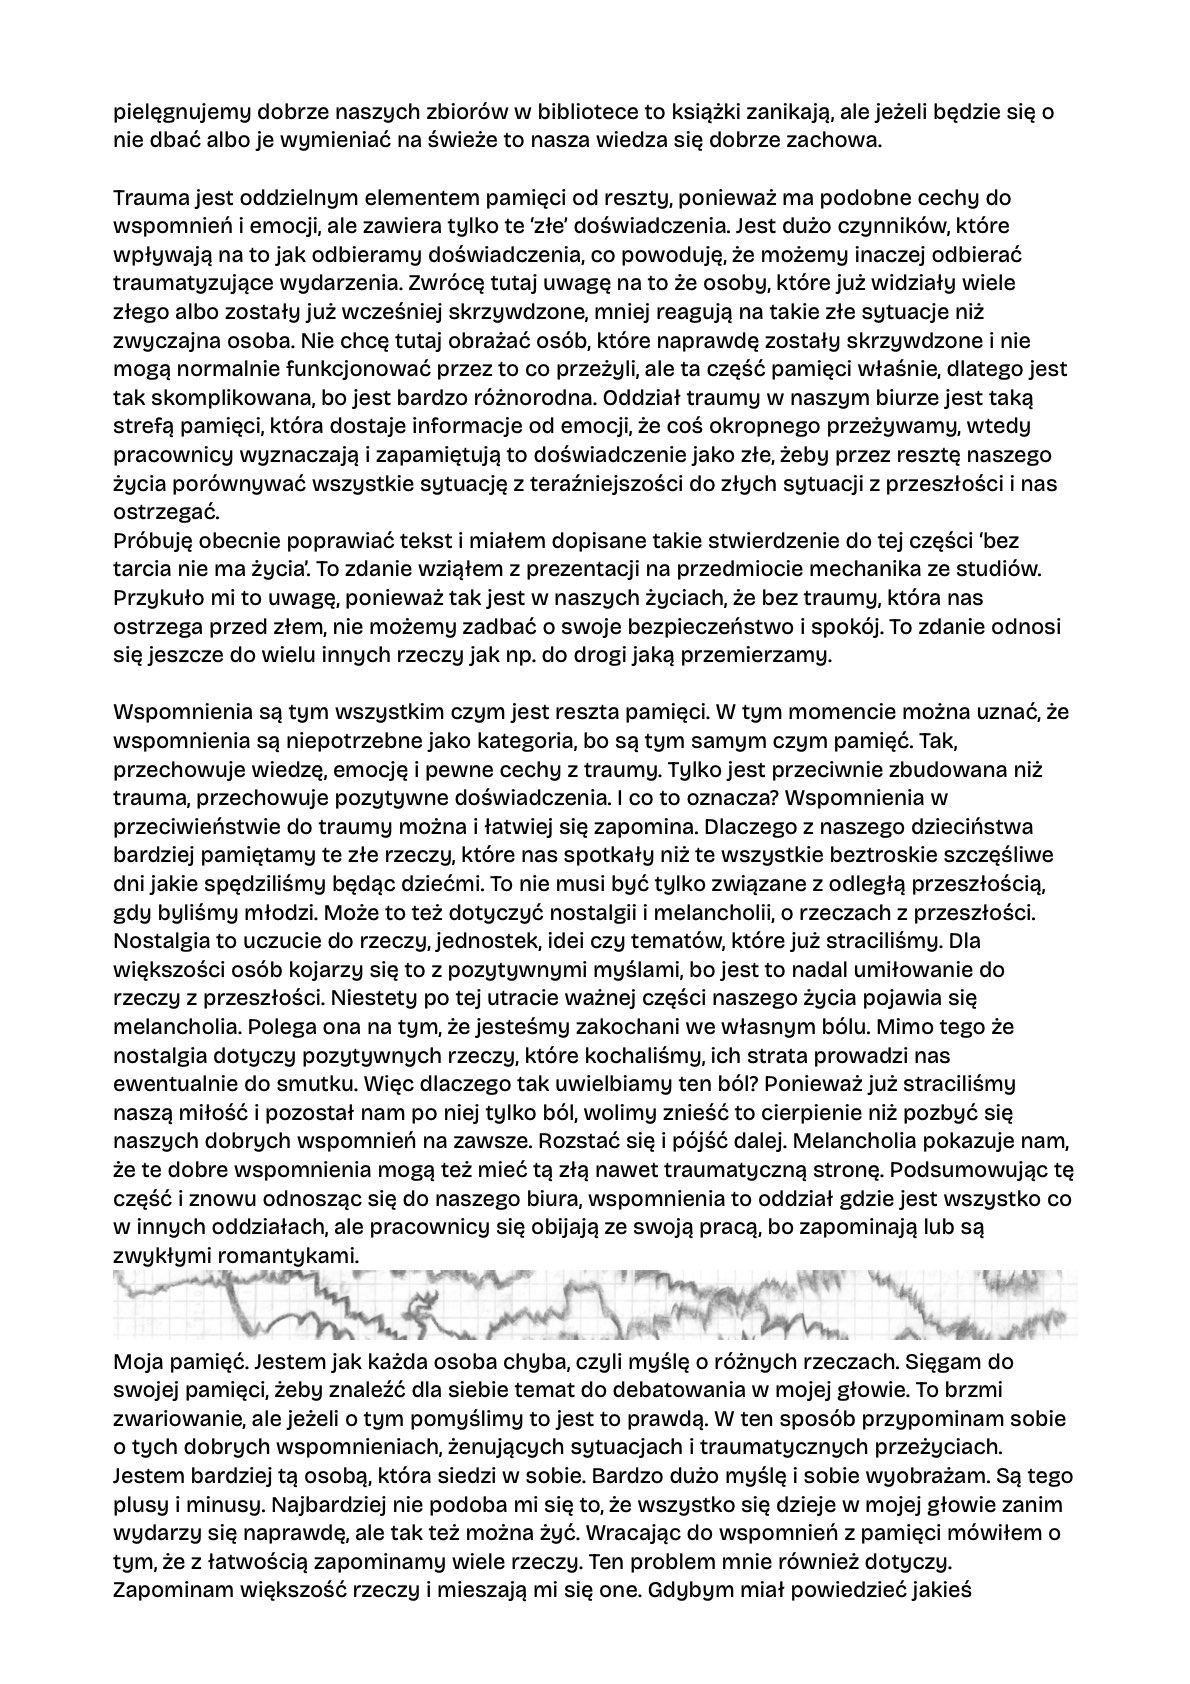 pielęgnujemy dobrze naszych zbiorów w bibliotece to książki zanikają, ale jeżeli będzie się o
nie dbać albo je wymieniać na świeże to nasza wiedza się dobrze zachowa.
Trauma jest oddzielnym elementem pamięci od reszty, ponieważ ma podobne cechy do
wspomnień i emocji, ale zawiera tylko te ‘złe’ doświadczenia. Jest dużo czynników, które
wpływają na to jak odbieramy doświadczenia, co powoduję, że możemy inaczej odbierać
traumatyzujące wydarzenia. Zwrócę tutaj uwagę na to że osoby, które już widziały wiele
złego albo zostały już wcześniej skrzywdzone, mniej reagują na takie złe sytuacje niż
zwyczajna osoba. Nie chcę tutaj obrażać osób, które naprawdę zostały skrzywdzone i nie
mogą normalnie funkcjonować przez to co przeżyli, ale ta część pamięci właśnie, dlatego jest
tak skomplikowana, bo jest bardzo różnorodna. Oddział traumy w naszym biurze jest taką
strefą pamięci, która dostaje informacje od emocji, że coś okropnego przeżywamy, wtedy
pracownicy wyznaczają i zapamiętują to doświadczenie jako złe, żeby przez resztę naszego
życia porównywać wszystkie sytuację z teraźniejszości do złych sytuacji z przeszłości i nas
ostrzegać.
Próbuję obecnie poprawiać tekst i miałem dopisane takie stwierdzenie do tej części ‘bez
tarcia nie ma życia’. To zdanie wziąłem z prezentacji na przedmiocie mechanika ze studiów.
Przykuło mi to uwagę, ponieważ tak jest w naszych życiach, że bez traumy, która nas
ostrzega przed złem, nie możemy zadbać o swoje bezpieczeństwo i spokój. To zdanie odnosi
się jeszcze do wielu innych rzeczy jak np. do drogi jaką przemierzamy.
Wspomnienia są tym wszystkim czym jest reszta pamięci. W tym momencie można uznać, że
wspomnienia są niepotrzebne jako kategoria, bo są tym samym czym pamięć. Tak,
przechowuje wiedzę, emocję i pewne cechy z traumy. Tylko jest przeciwnie zbudowana niż
trauma, przechowuje pozytywne doświadczenia. I co to oznacza? Wspomnienia w
przeciwieństwie do traumy można i łatwiej się zapomina. Dlaczego z naszego dzieciństwa
bardziej pamiętamy te złe rzeczy, które nas spotkały niż te wszystkie beztroskie szczęśliwe
dni jakie spędziliśmy będąc dziećmi. To nie musi być tylko związane z odległą przeszłością,
gdy byliśmy młodzi. Może to też dotyczyć nostalgii i melancholii, o rzeczach z przeszłości.
Nostalgia to uczucie do rzeczy, jednostek, idei czy tematów, które już straciliśmy. Dla
większości osób kojarzy się to z pozytywnymi myślami, bo jest to nadal umiłowanie do
rzeczy z przeszłości. Niestety po tej utracie ważnej części naszego życia pojawia się
melancholia. Polega ona na tym, że jesteśmy zakochani we własnym bólu. Mimo tego że
nostalgia dotyczy pozytywnych rzeczy, które kochaliśmy, ich strata prowadzi nas
ewentualnie do smutku. Więc dlaczego tak uwielbiamy ten ból? Ponieważ już straciliśmy
naszą miłość i pozostał nam po niej tylko ból, wolimy znieść to cierpienie niż pozbyć się
naszych dobrych wspomnień na zawsze. Rozstać się i pójść dalej. Melancholia pokazuje nam,
że te dobre wspomnienia mogą też mieć tą złą nawet traumatyczną stronę. Podsumowując tę
część i znowu odnosząc się do naszego biura, wspomnienia to oddział gdzie jest wszystko co
w innych oddziałach, ale pracownicy się obijają ze swoją pracą, bo zapominają lub są
zwykłymi romantykami.
Moja pamięć. Jestem jak każda osoba chyba, czyli myślę o różnych rzeczach. Sięgam do
swojej pamięci, żeby znaleźć dla siebie temat do debatowania w mojej głowie. To brzmi
zwariowanie, ale jeżeli o tym pomyślimy to jest to prawdą. W ten sposób przypominam sobie
o tych dobrych wspomnieniach, żenujących sytuacjach i traumatycznych przeżyciach.
Jestem bardziej tą osobą, która siedzi w sobie. Bardzo dużo myślę i sobie wyobrażam. Są tego
plusy i minusy. Najbardziej nie podoba mi się to, że wszystko się dzieje w mojej głowie zanim
wydarzy się naprawdę, ale tak też można żyć. Wracając do wspomnień z pamięci mówiłem o
tym, że z łatwością zapominamy wiele rzeczy. Ten problem mnie również dotyczy.
Zapominam większość rzeczy i mieszają mi się one. Gdybym miał powiedzieć jakieś